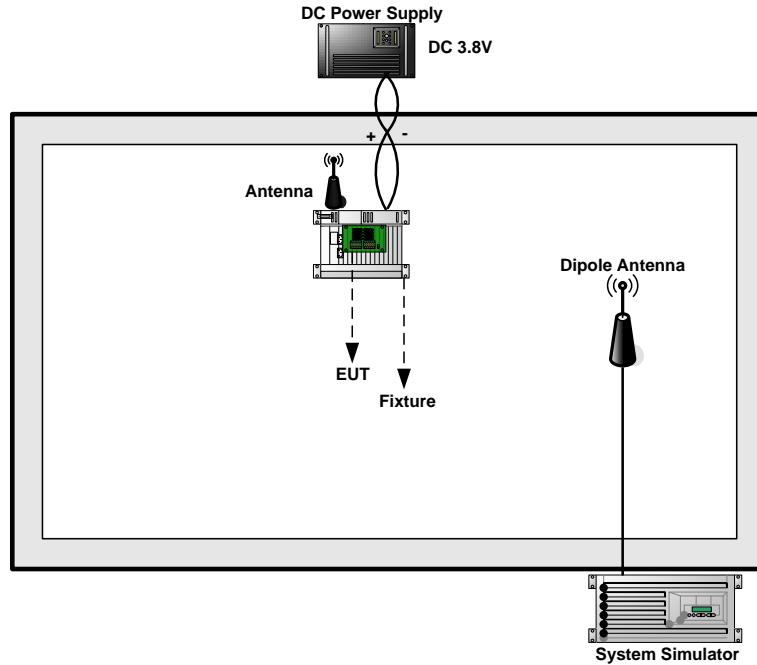 DC Power Supply
DC 3.8V
+ -
Antenna
Dipole Antenna
EUT
Fixture
System Simulator